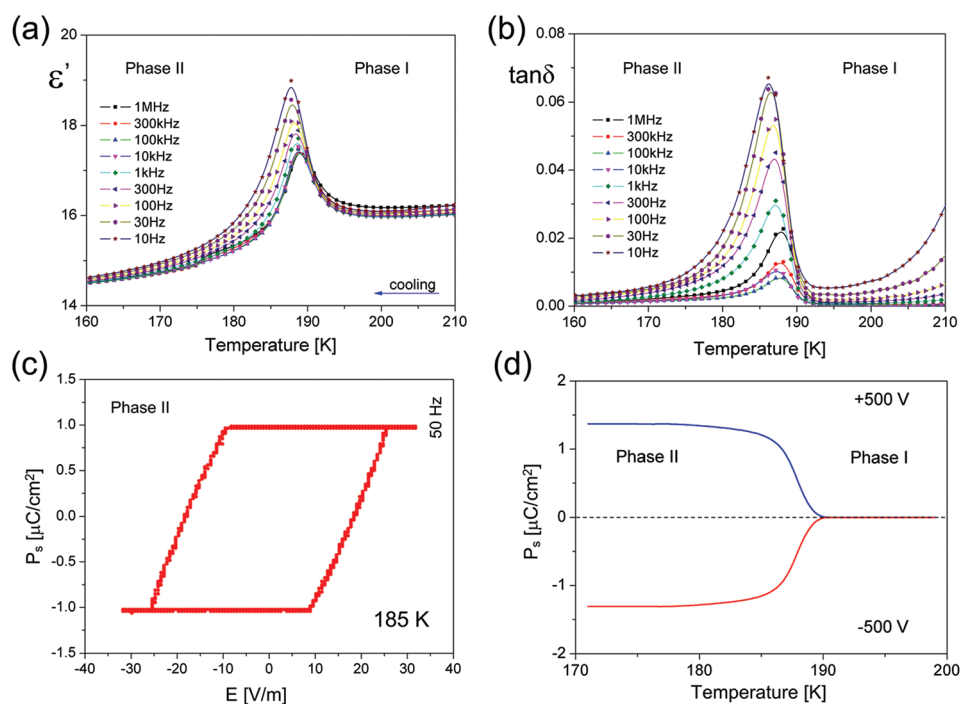 (a)
20
19
18
17
16
15
14
ε'
Phase II
Phase I
1MHz
300kHz
100kHz
10kHz
1kHz
300Hz
100Hz
30Hz
10Hz
cooling
160 170 180 190 200 210
Temperature [K]
(b)
0.08
0.06
0.04
0.02
0.00
tanδ
Phase II
Phase I
1MHz
300kHz
100kHz
10kHz
1kHz
300Hz
100Hz
30Hz
10Hz
160 170 180 190 200 210
Temperature [K]
(c)
1.5
1.0
0.5
0.0
-0.5
-1.0
-1.5
Ps [μC/cm²]
Phase II
50 Hz
185 K
-40 -30 -20 -10 0 10 20 30 40
E [V/m]
(d)
2
1
0
-1
-2
Ps [μC/cm²]
+500 V
Phase II
Phase I
-500 V
170 180 190 200
Temperature [K]